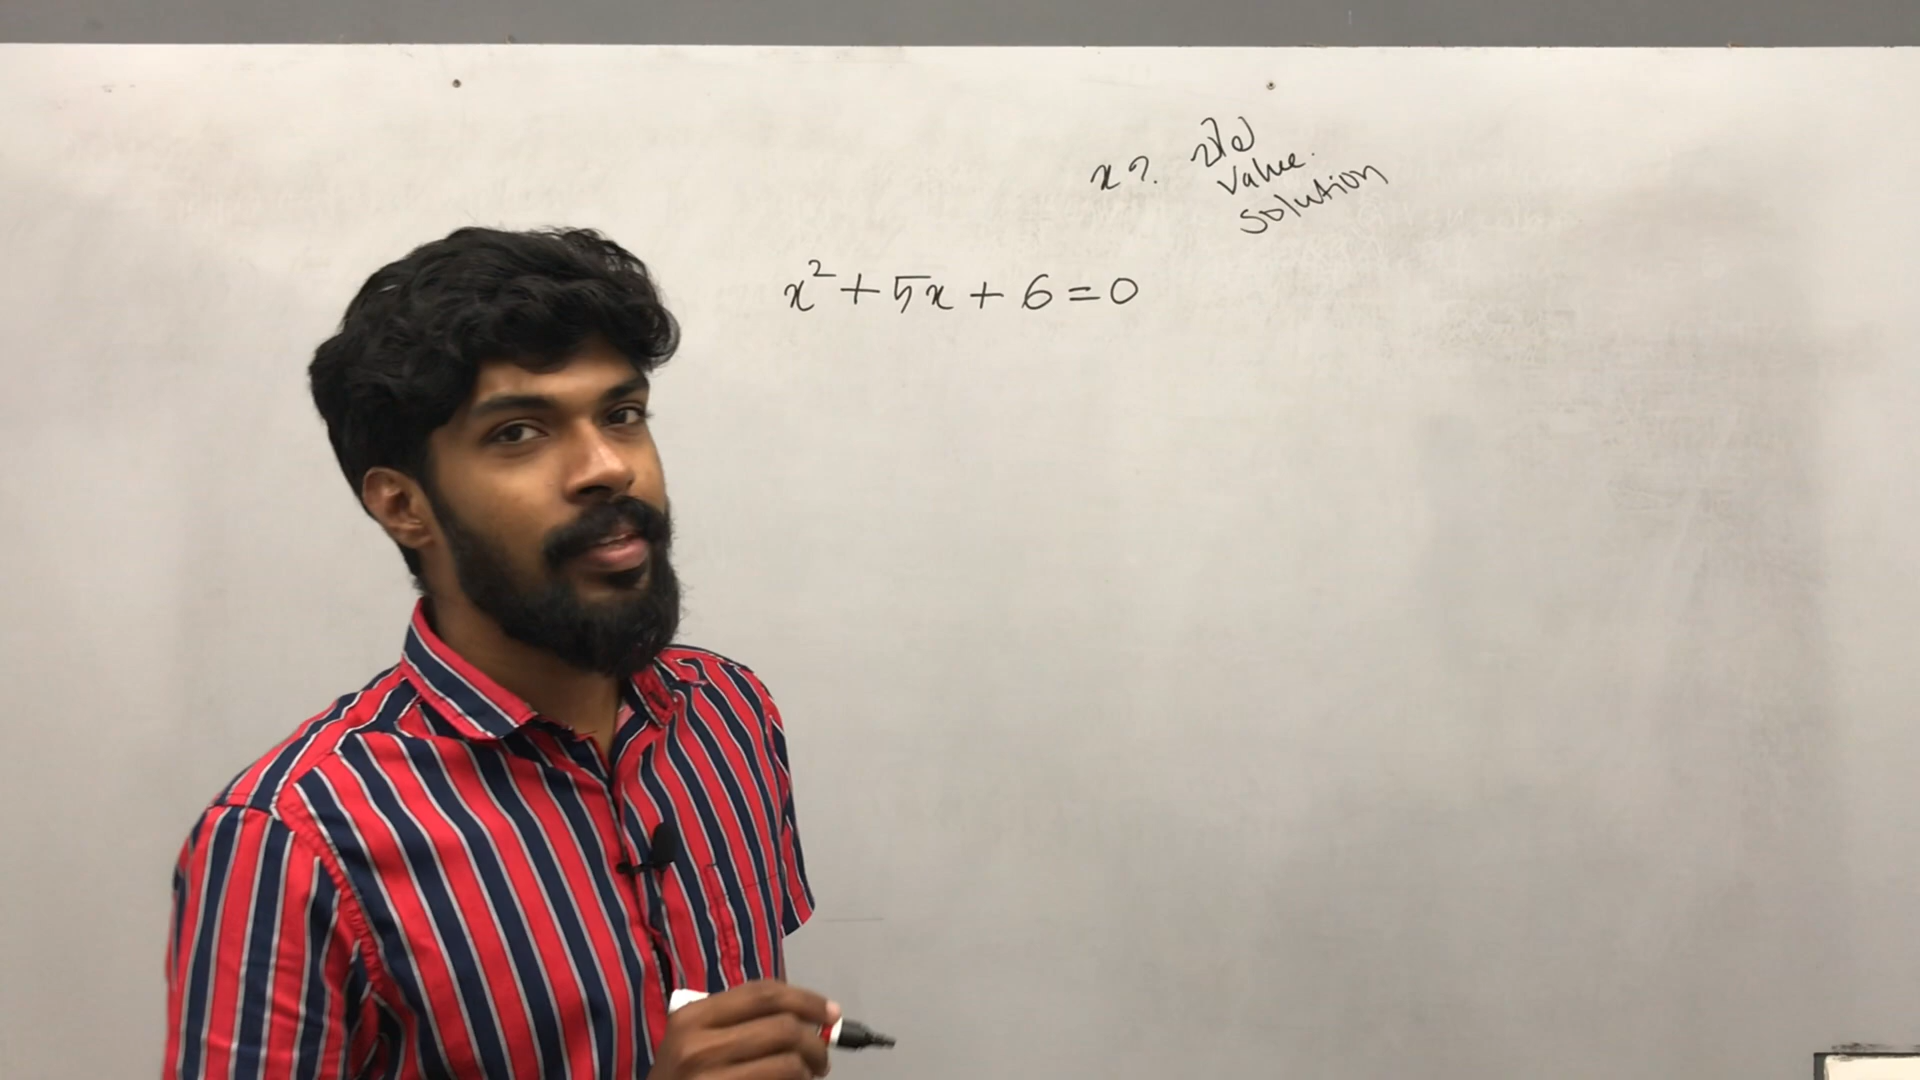 x?
value.
solution
x² + 5x + 6 = 0